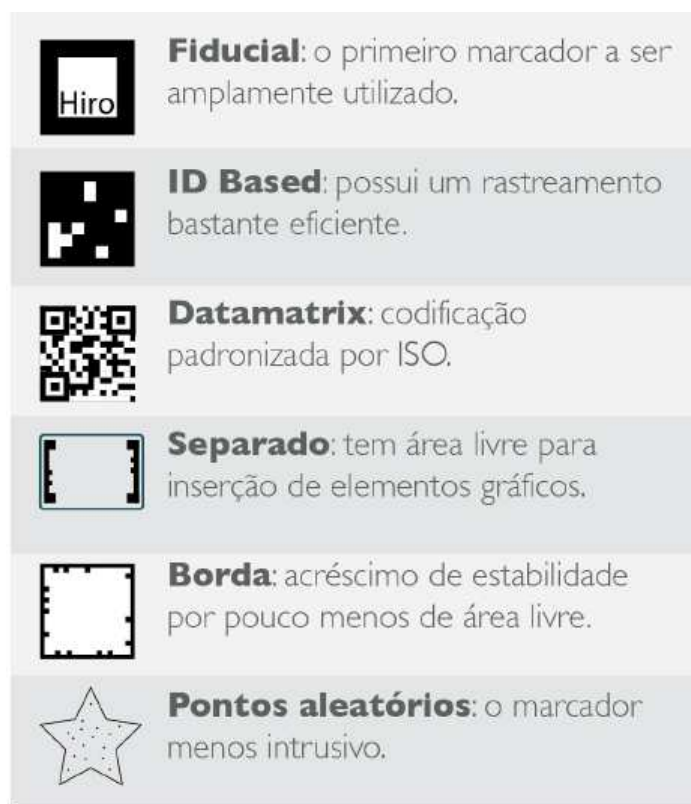 Hiro
Fiducial: o primeiro marcador a ser
amplamente utilizado.
ID Based: possui um rastreamento
bastante eficiente.
Datamatrix: codificação
padronizada por ISO.
Separado: tem área livre para
inserção de elementos gráficos.
Borda: acréscimo de estabilidade
por pouco menos de área livre.
Pontos aleatórios: o marcador
menos intrusivo.